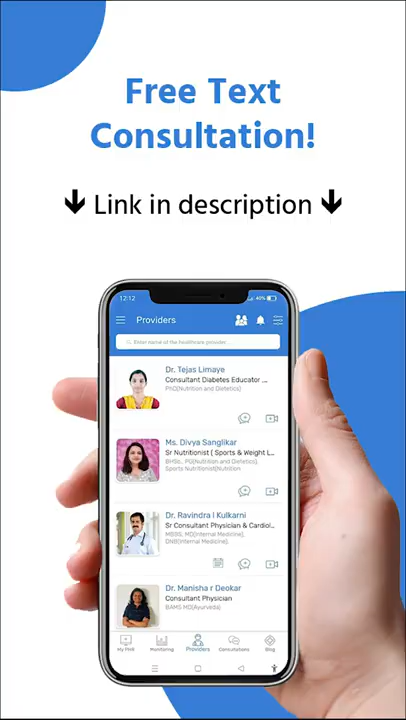 Free Text
Consultation!
🡳 Link in description 🡳
12:12
40%
Providers
Enter name of the healthcare provider...
Dr. Tejas Limaye
Consultant Diabetes Educator ...
PhD(Nutrition and Dietetics)
Ms. Divya Sanglikar
Sr Nutritionist ( Sports & Weight L...
BHSc., PG(Nutrition and Dietetics),
Sports Nutritionist(Nutrition
Dr. Ravindra l Kulkarni
Sr Consultant Physician & Cardiol...
MBBS, MD(Internal Medicine),
DNB(Internal Medicine),
Dr. Manisha r Deokar
Consultant Physician
BAMS MD(Ayurveda)
My PHR Monitoring Providers Consultations Blog